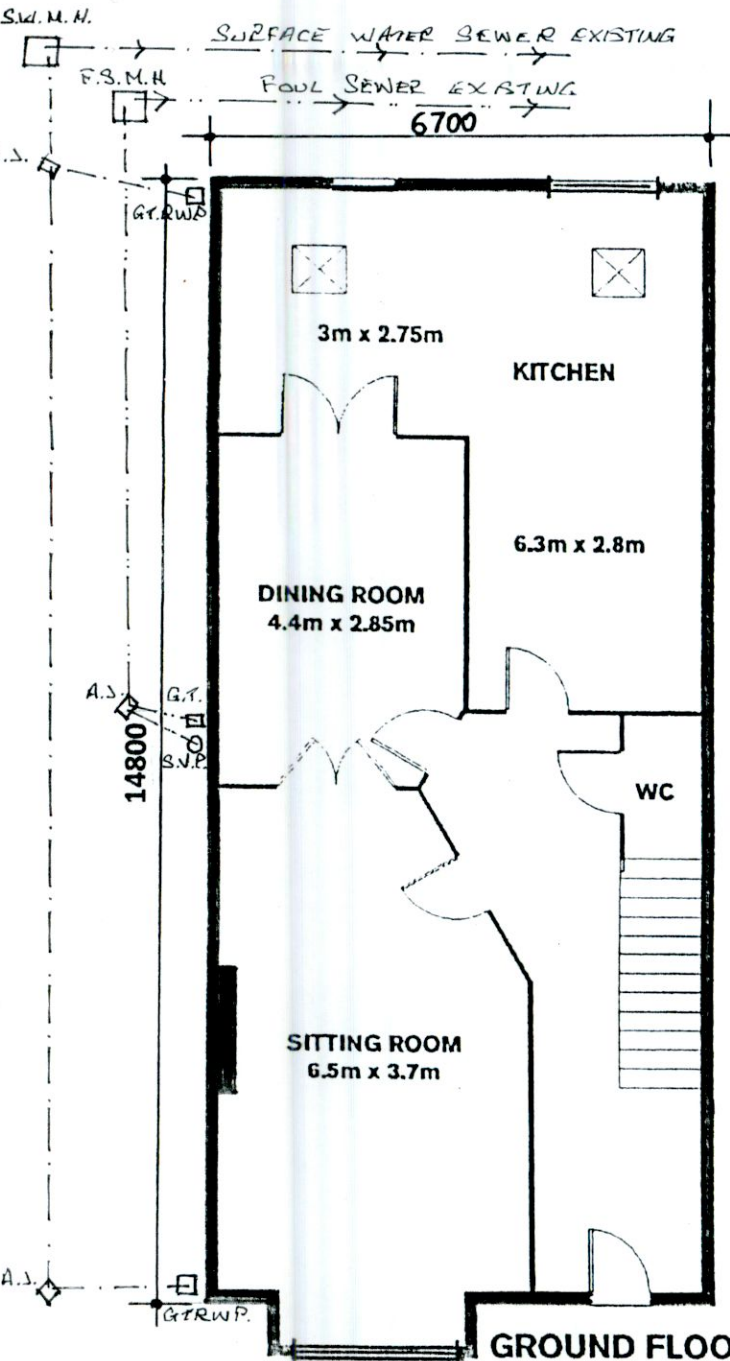 S.W. M. H.
SURFACE WATER SEWER EXISTING
F.S.M.H
FOUL SEWER EXISTING
6700
.J.
GT.RWP
3m x 2.75m
KITCHEN
6.3m x 2.8m
DINING ROOM
4.4m x 2.85m
A.J.
G.T.
S.V.P.
14800
WC
SITTING ROOM
6.5m x 3.7m
A.J.
GTRWP.
GROUND FLOO